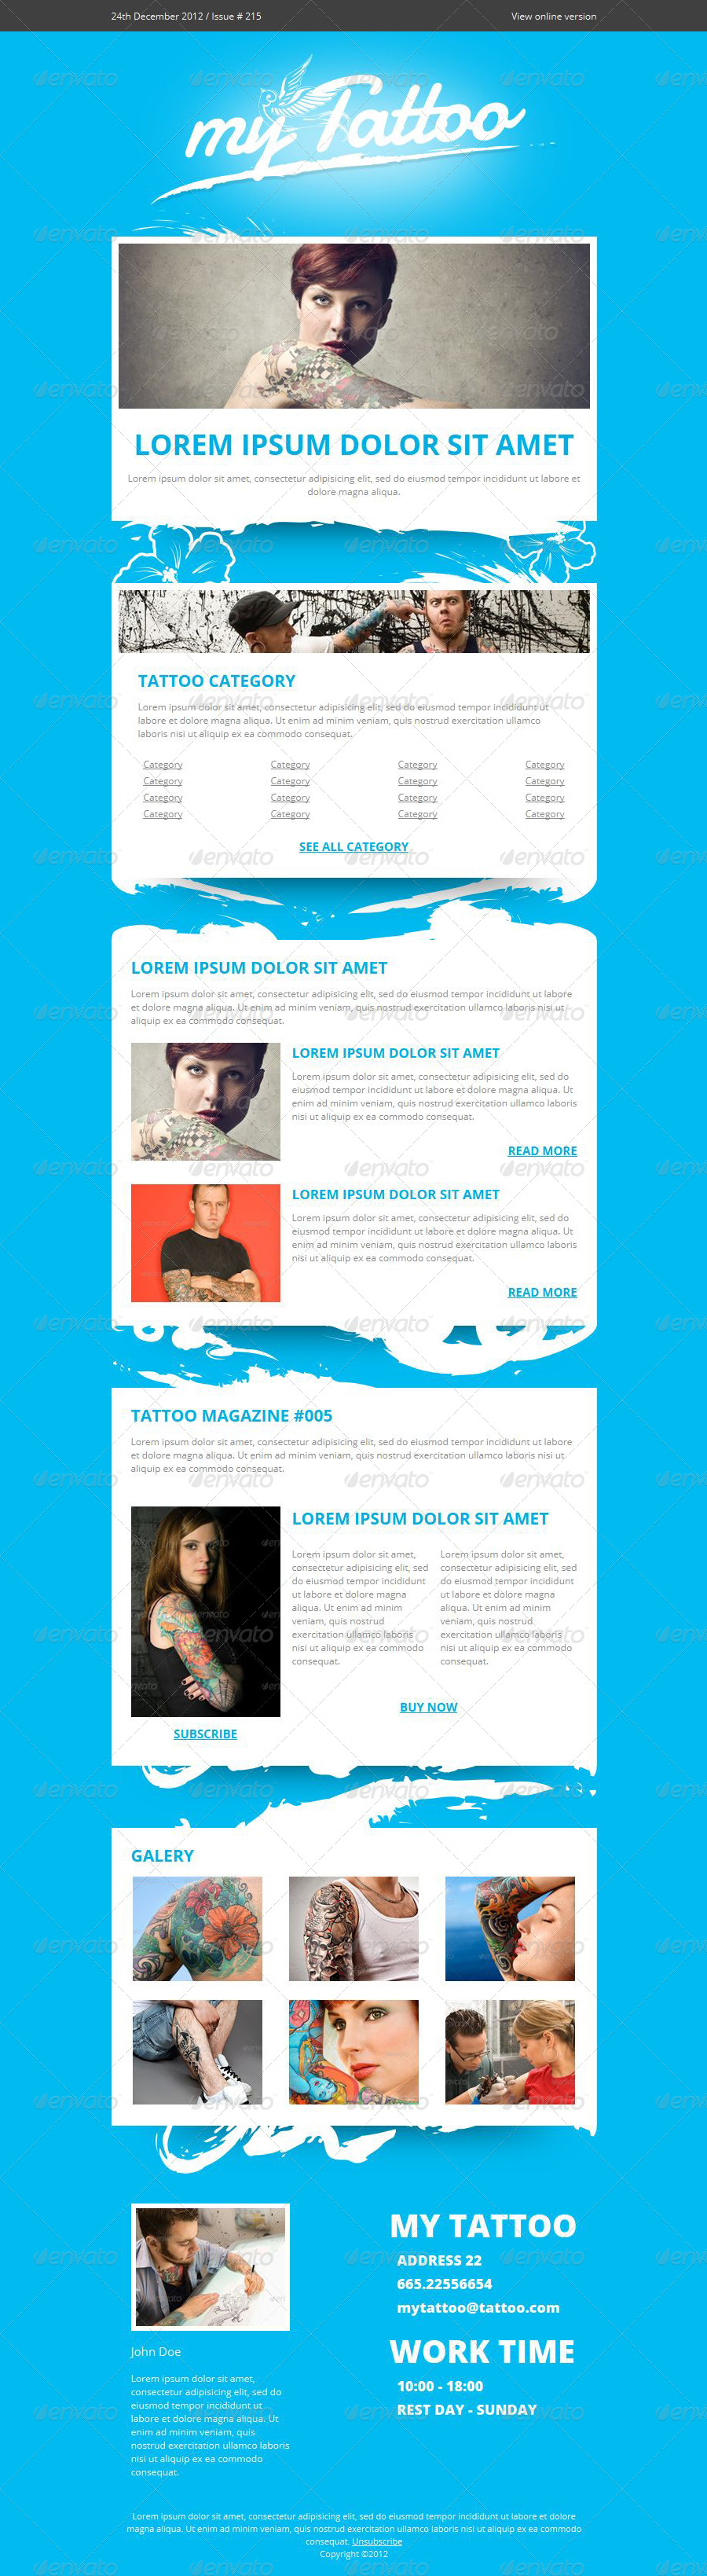 24th December 2012 / Issue # 215
View online version
my Tattoo
LOREM IPSUM DOLOR SIT AMET
Lorem ipsum dolor sit amet, consectetur adipisicing elit, sed do eiusmod tempor incididunt ut labore et
dolore magna aliqua.
TATTOO CATEGORY
Lorem ipsum dolor sit amet, consectetur adipisicing elit, sed do eiusmod tempor incididunt ut
labore et dolore magna aliqua. Ut enim ad minim veniam, quis nostrud exercitation ullamco
laboris nisi ut aliquip ex ea commodo consequat.
Category Category Category Category
Category Category Category Category
Category Category Category Category
Category Category Category Category
SEE ALL CATEGORY
LOREM IPSUM DOLOR SIT AMET
Lorem ipsum dolor sit amet, consectetur adipisicing elit, sed do eiusmod tempor incididunt ut labore
et dolore magna aliqua. Ut enim ad minim veniam, quis nostrud exercitation ullamco laboris nisi ut
aliquip ex ea commodo consequat.
LOREM IPSUM DOLOR SIT AMET
Lorem ipsum dolor sit amet, consectetur adipisicing elit, sed do
eiusmod tempor incididunt ut labore et dolore magna aliqua. Ut
enim ad minim veniam, quis nostrud exercitation ullamco laboris
nisi ut aliquip ex ea commodo consequat.
READ MORE
LOREM IPSUM DOLOR SIT AMET
Lorem ipsum dolor sit amet, consectetur adipisicing elit, sed do
eiusmod tempor incididunt ut labore et dolore magna aliqua. Ut
enim ad minim veniam, quis nostrud exercitation ullamco laboris
nisi ut aliquip ex ea commodo consequat.
READ MORE
TATTOO MAGAZINE #005
Lorem ipsum dolor sit amet, consectetur adipisicing elit, sed do eiusmod tempor incididunt ut labore
et dolore magna aliqua. Ut enim ad minim veniam, quis nostrud exercitation ullamco laboris nisi ut
aliquip ex ea commodo consequat.
LOREM IPSUM DOLOR SIT AMET
Lorem ipsum dolor sit amet,
consectetur adipisicing elit, sed
do eiusmod tempor incididunt
ut labore et dolore magna
aliqua. Ut enim ad minim
veniam, quis nostrud
exercitation ullamco laboris
nisi ut aliquip ex ea commodo
consequat.
Lorem ipsum dolor sit amet,
consectetur adipisicing elit, sed
do eiusmod tempor incididunt
ut labore et dolore magna
aliqua. Ut enim ad minim
veniam, quis nostrud
exercitation ullamco laboris
nisi ut aliquip ex ea commodo
consequat.
BUY NOW
SUBSCRIBE
GALERY
John Doe
Lorem ipsum dolor sit amet,
consectetur adipisicing elit, sed do
eiusmod tempor incididunt ut
labore et dolore magna aliqua. Ut
enim ad minim veniam, quis
nostrud exercitation ullamco laboris
nisi ut aliquip ex ea commodo
consequat.
MY TATTOO
ADDRESS 22
665.22556654
mytattoo@tattoo.com
WORK TIME
10:00 - 18:00
REST DAY - SUNDAY
Lorem ipsum dolor sit amet, consectetur adipisicing elit, sed do eiusmod tempor incididunt ut labore et dolore
magna aliqua. Ut enim ad minim veniam, quis nostrud exercitation ullamco laboris nisi ut aliquip ex ea commodo
consequat. Unsubscribe
Copyright ©2012
envato